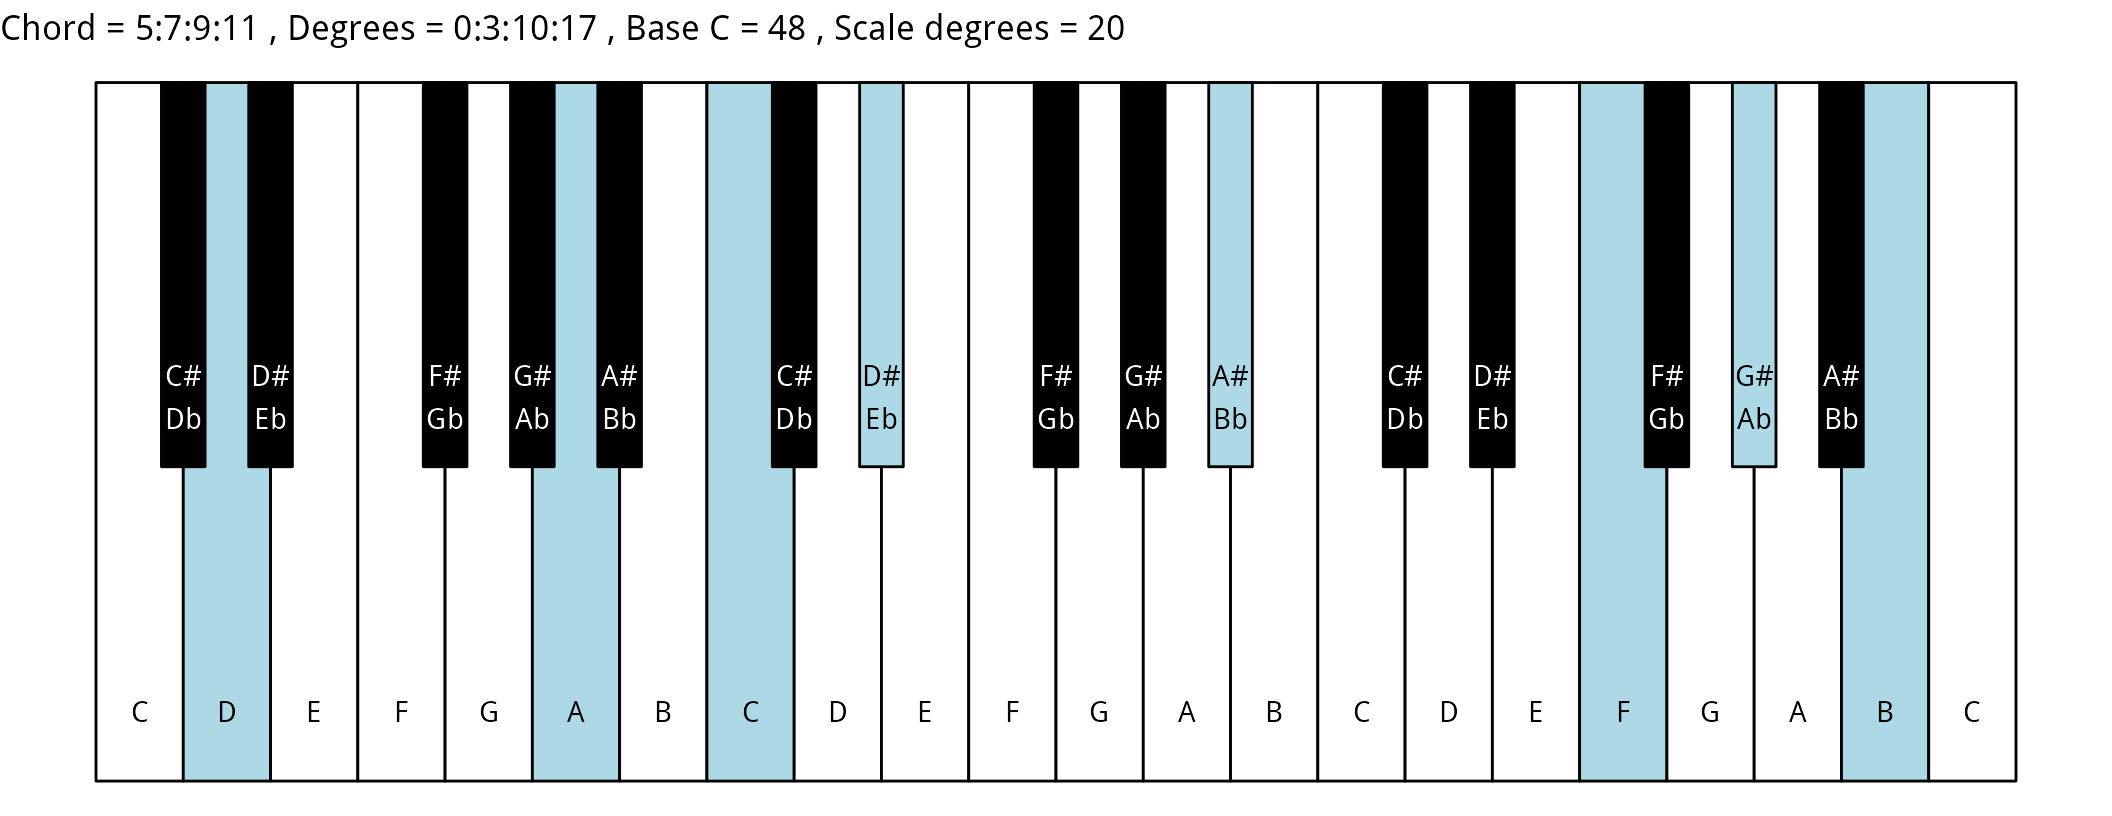 Chord = 5:7:9:11 , Degrees = 0:3:10:17 , Base C = 48 , Scale degrees = 20
C# D# F# G# A# C# D# F# G# A# C# D# F# G# A#
Db Eb Gb Ab Bb Db Eb Gb Ab Bb Db Eb Gb Ab Bb
C D E F G A B C D E F G A B C D E F G A B C